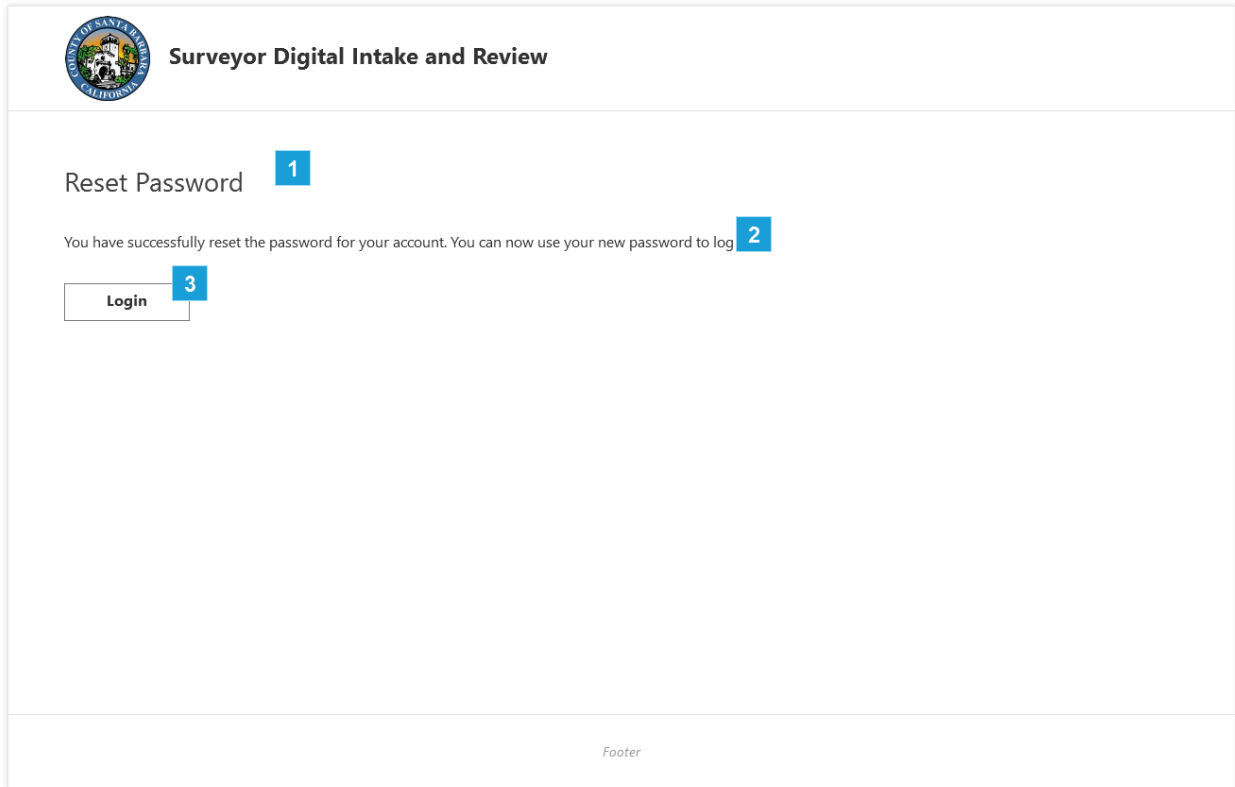 COUNTY OF SANTA BARBARA
CALIFORNIA
Surveyor Digital Intake and Review
Reset Password
1
You have successfully reset the password for your account. You can now use your new password to log
2
3
Login
Footer